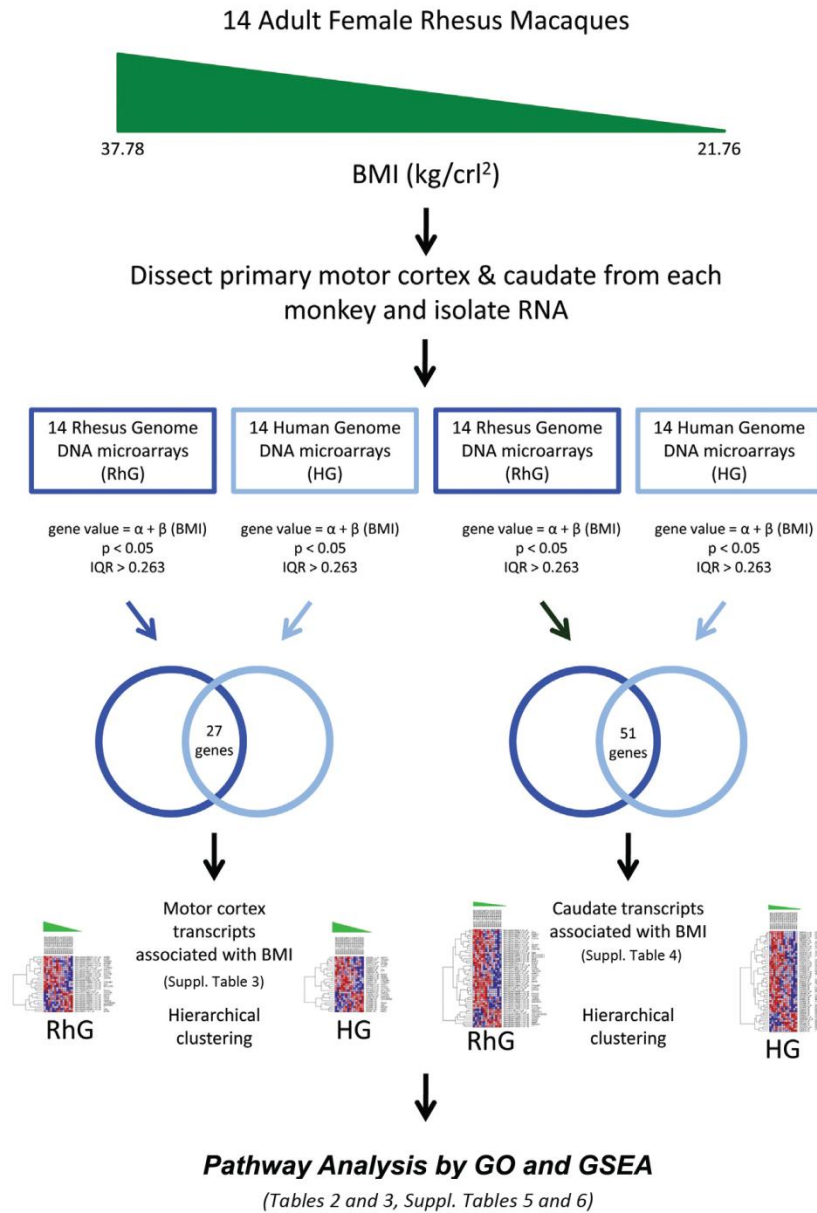 14 Adult Female Rhesus Macaques
37.78
21.76
BMI (kg/crl²)
Dissect primary motor cortex & caudate from each
monkey and isolate RNA
14 Rhesus Genome
DNA microarrays
(RhG)
14 Human Genome
DNA microarrays
(HG)
14 Rhesus Genome
DNA microarrays
(RhG)
14 Human Genome
DNA microarrays
(HG)
gene value = α + β (BMI)
p < 0.05
IQR > 0.263
gene value = α + β (BMI)
p < 0.05
IQR > 0.263
gene value = α + β (BMI)
p < 0.05
IQR > 0.263
gene value = α + β (BMI)
p < 0.05
IQR > 0.263
27
genes
51
genes
RhG
Motor cortex
transcripts
associated with BMI
(Suppl. Table 3)
Hierarchical
clustering
HG
RhG
Caudate transcripts
associated with BMI
(Suppl. Table 4)
Hierarchical
clustering
HG
Pathway Analysis by GO and GSEA
(Tables 2 and 3, Suppl. Tables 5 and 6)